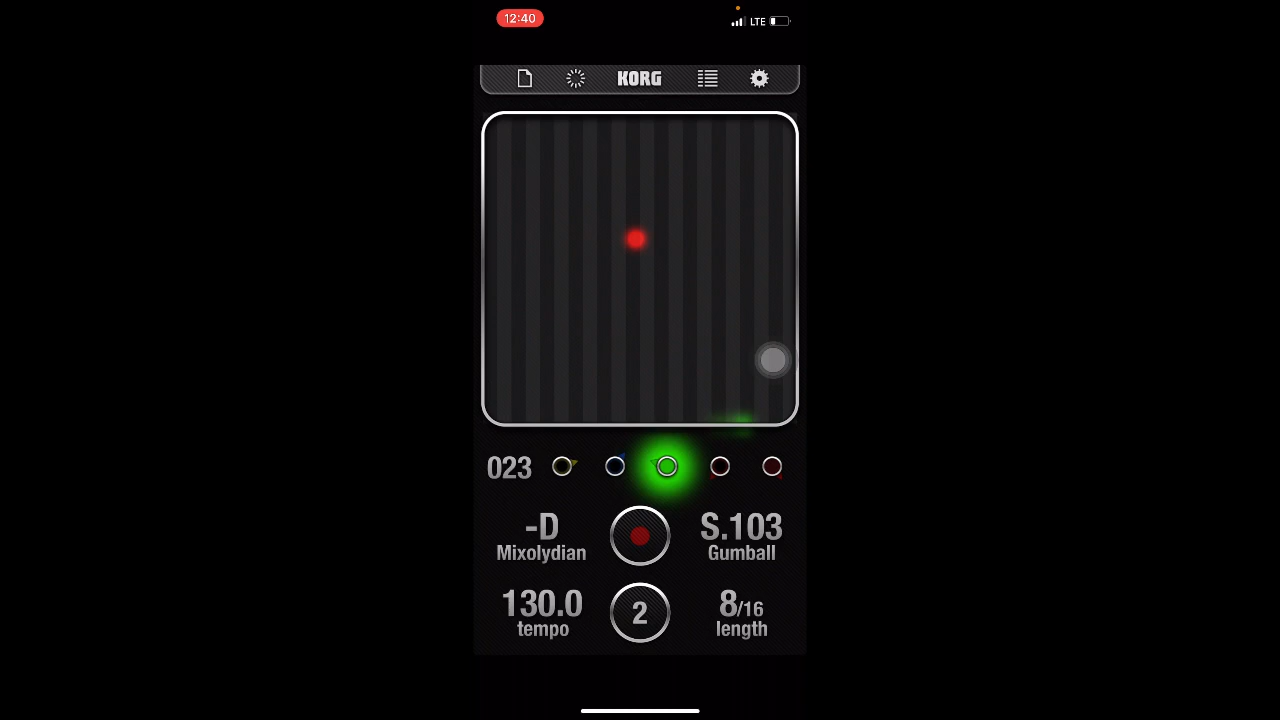 12:40
LTE
KORG
023
-D
Mixolydian
S.103
Gumball
130.0
tempo
2
8/16
length